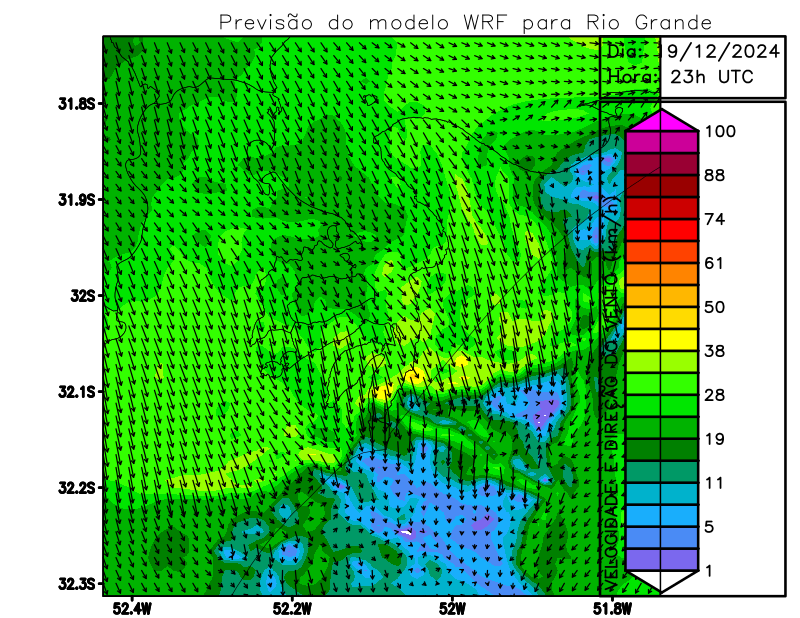 Previsão do modelo WRF para Rio Grande
Dia: 9/12/2024
Hora: 23h UTC
31.8S
31.9S
32S
32.1S
32.2S
32.3S
52.4W
52.2W
52W
51.8W
VELOCIDADE E DIREÇÃO DO VENTO (km/h)
100
88
74
61
50
38
28
19
11
5
1